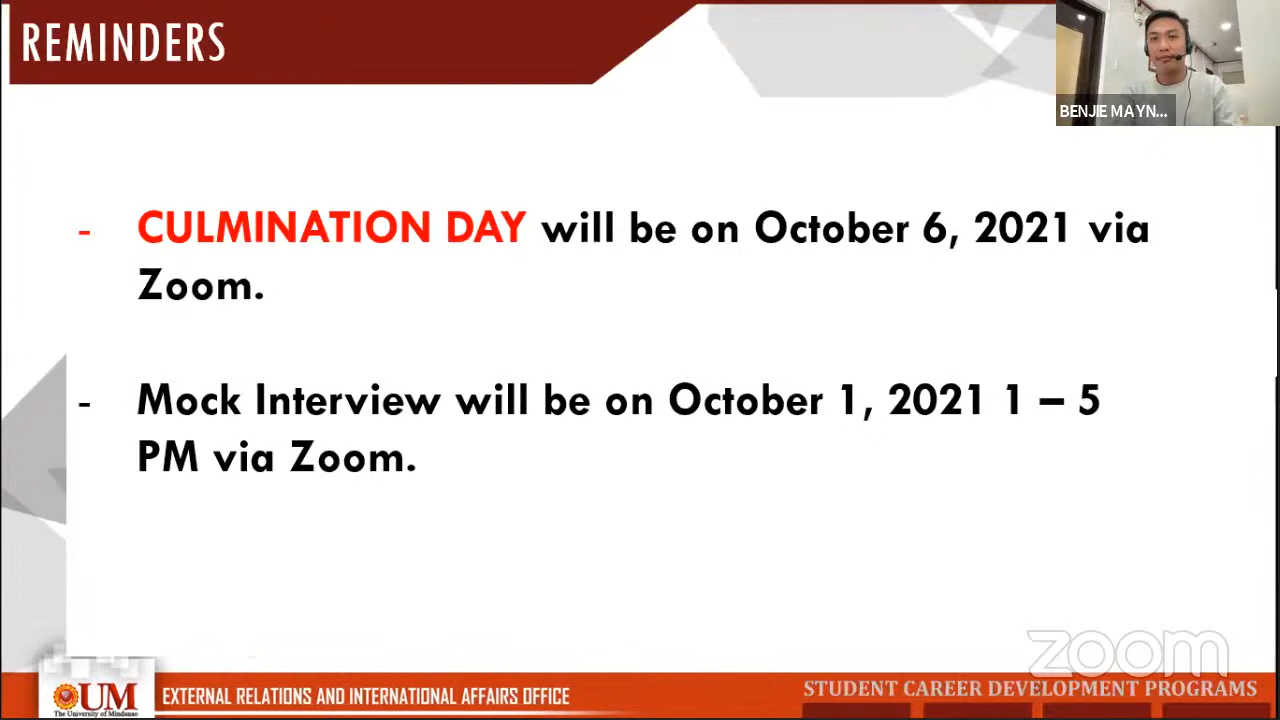 REMINDERS
BENJIE MAYN...
- CULMINATION DAY will be on October 6, 2021 via
Zoom.
- Mock Interview will be on October 1, 2021 1 – 5
PM via Zoom.
zoom
UM
The University of Mindanao
EXTERNAL RELATIONS AND INTERNATIONAL AFFAIRS OFFICE
STUDENT CAREER DEVELOPMENT PROGRAMS